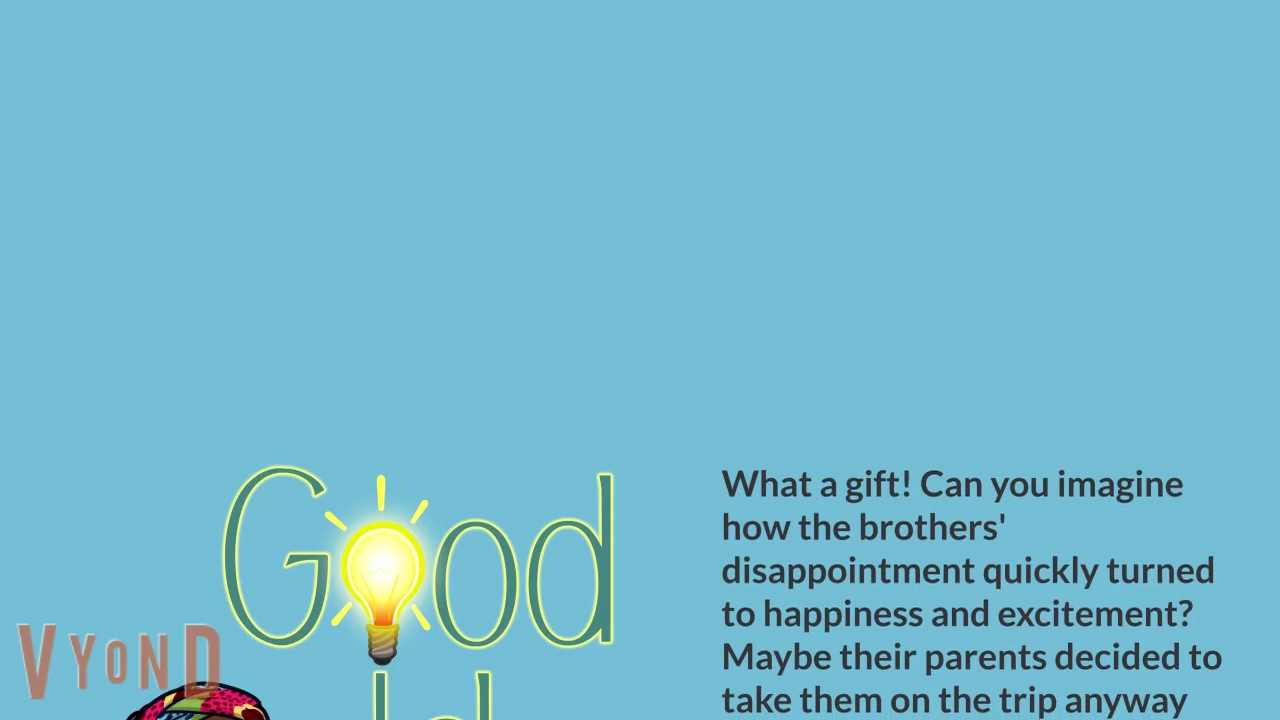 Good
Id
What a gift! Can you imagine
how the brothers'
disappointment quickly turned
to happiness and excitement?
Maybe their parents decided to
take them on the trip anyway
VYOND